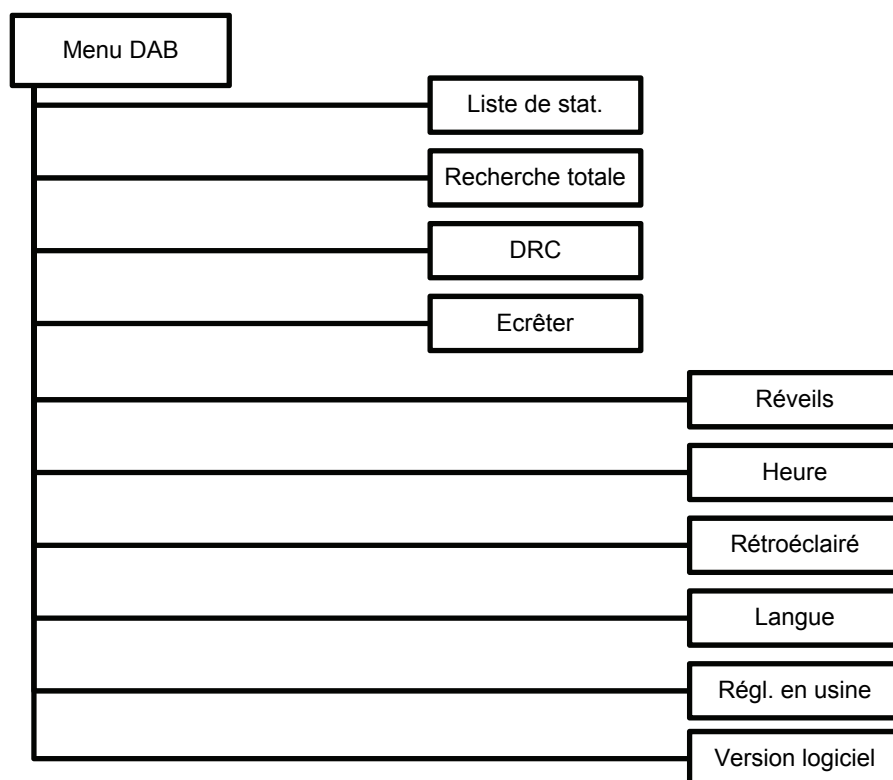 Menu DAB
Liste de stat.
Recherche totale
DRC
Ecrêter
Réveils
Heure
Rétroéclairé
Langue
Régl. en usine
Version logiciel